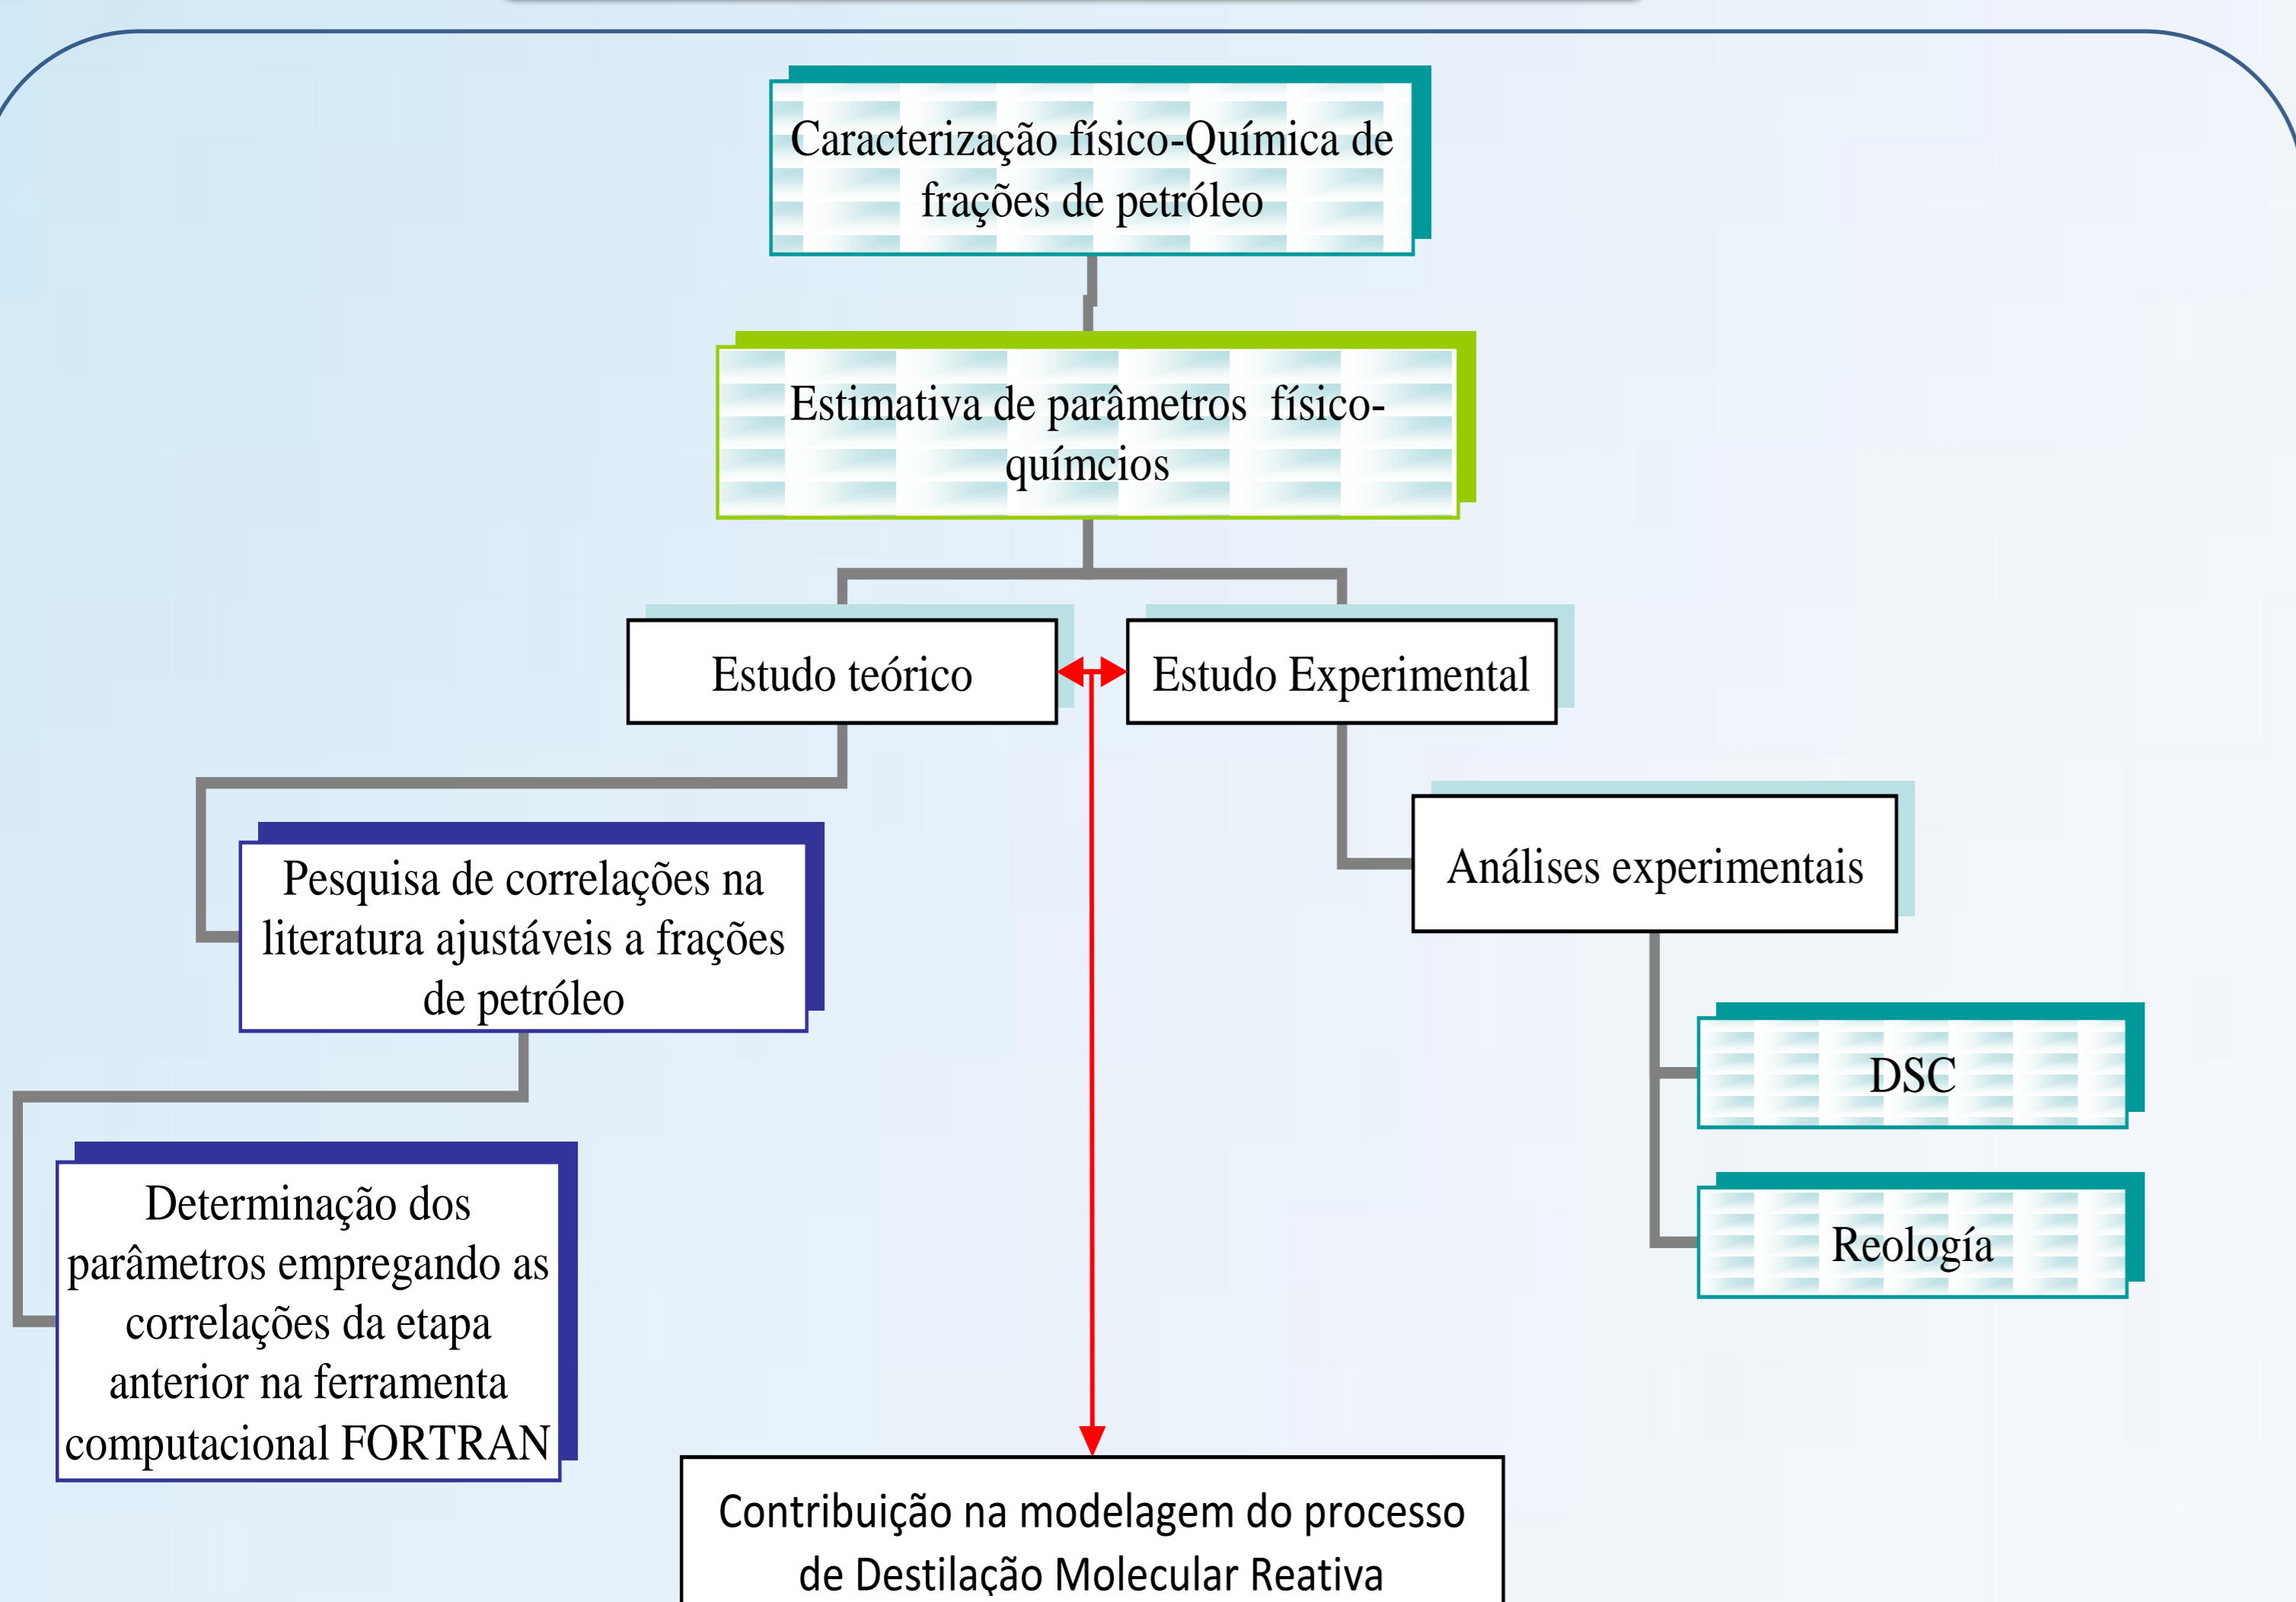 Caracterização físico-Química de
frações de petróleo
Estimativa de parâmetros  físico-
químcios
Estudo teórico
Estudo Experimental
Pesquisa de correlações na
literatura ajustáveis a frações
de petróleo
Análises experimentais
DSC
Reología
Determinação dos
parâmetros empregando as
correlações da etapa
anterior na ferramenta
computacional FORTRAN
Contribuição na modelagem do processo
de Destilação Molecular Reativa